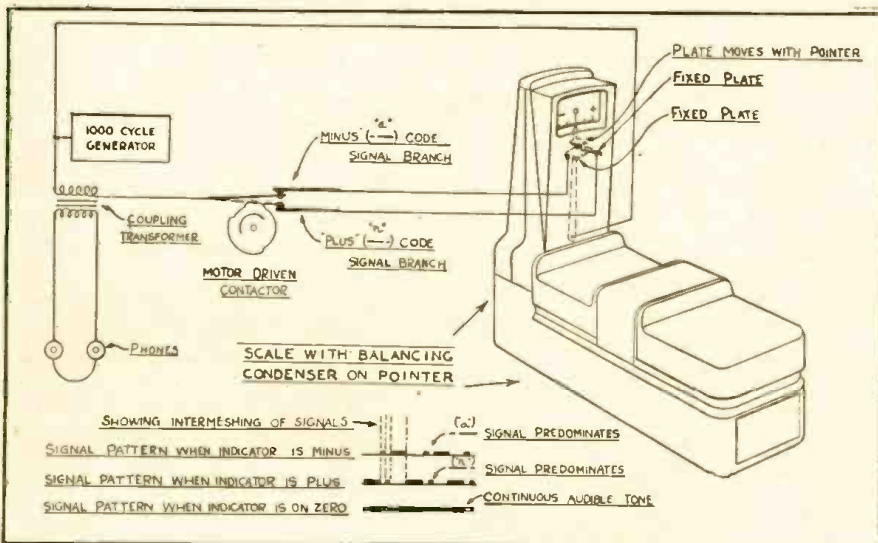 PLATE MOVES WITH POINTER
FIXED PLATE
FIXED PLATE
1000 CYCLE
GENERATOR
"a"
MINUS (·—) CODE
SIGNAL BRANCH
COUPLING
TRANSFORMER
"n"
"PLUS" (—·) CODE
SIGNAL BRANCH
MOTOR DRIVEN
CONTACTOR
PHONES
SCALE WITH BALANCING
CONDENSER ON POINTER
SHOWING INTERMESHING OF SIGNALS
("a")
SIGNAL PREDOMINATES
SIGNAL PATTERN WHEN INDICATOR IS MINUS
("n")
SIGNAL PREDOMINATES
SIGNAL PATTERN WHEN INDICATOR IS PLUS
CONTINUOUS AUDIBLE TONE
SIGNAL PATTERN WHEN INDICATOR IS ON ZERO